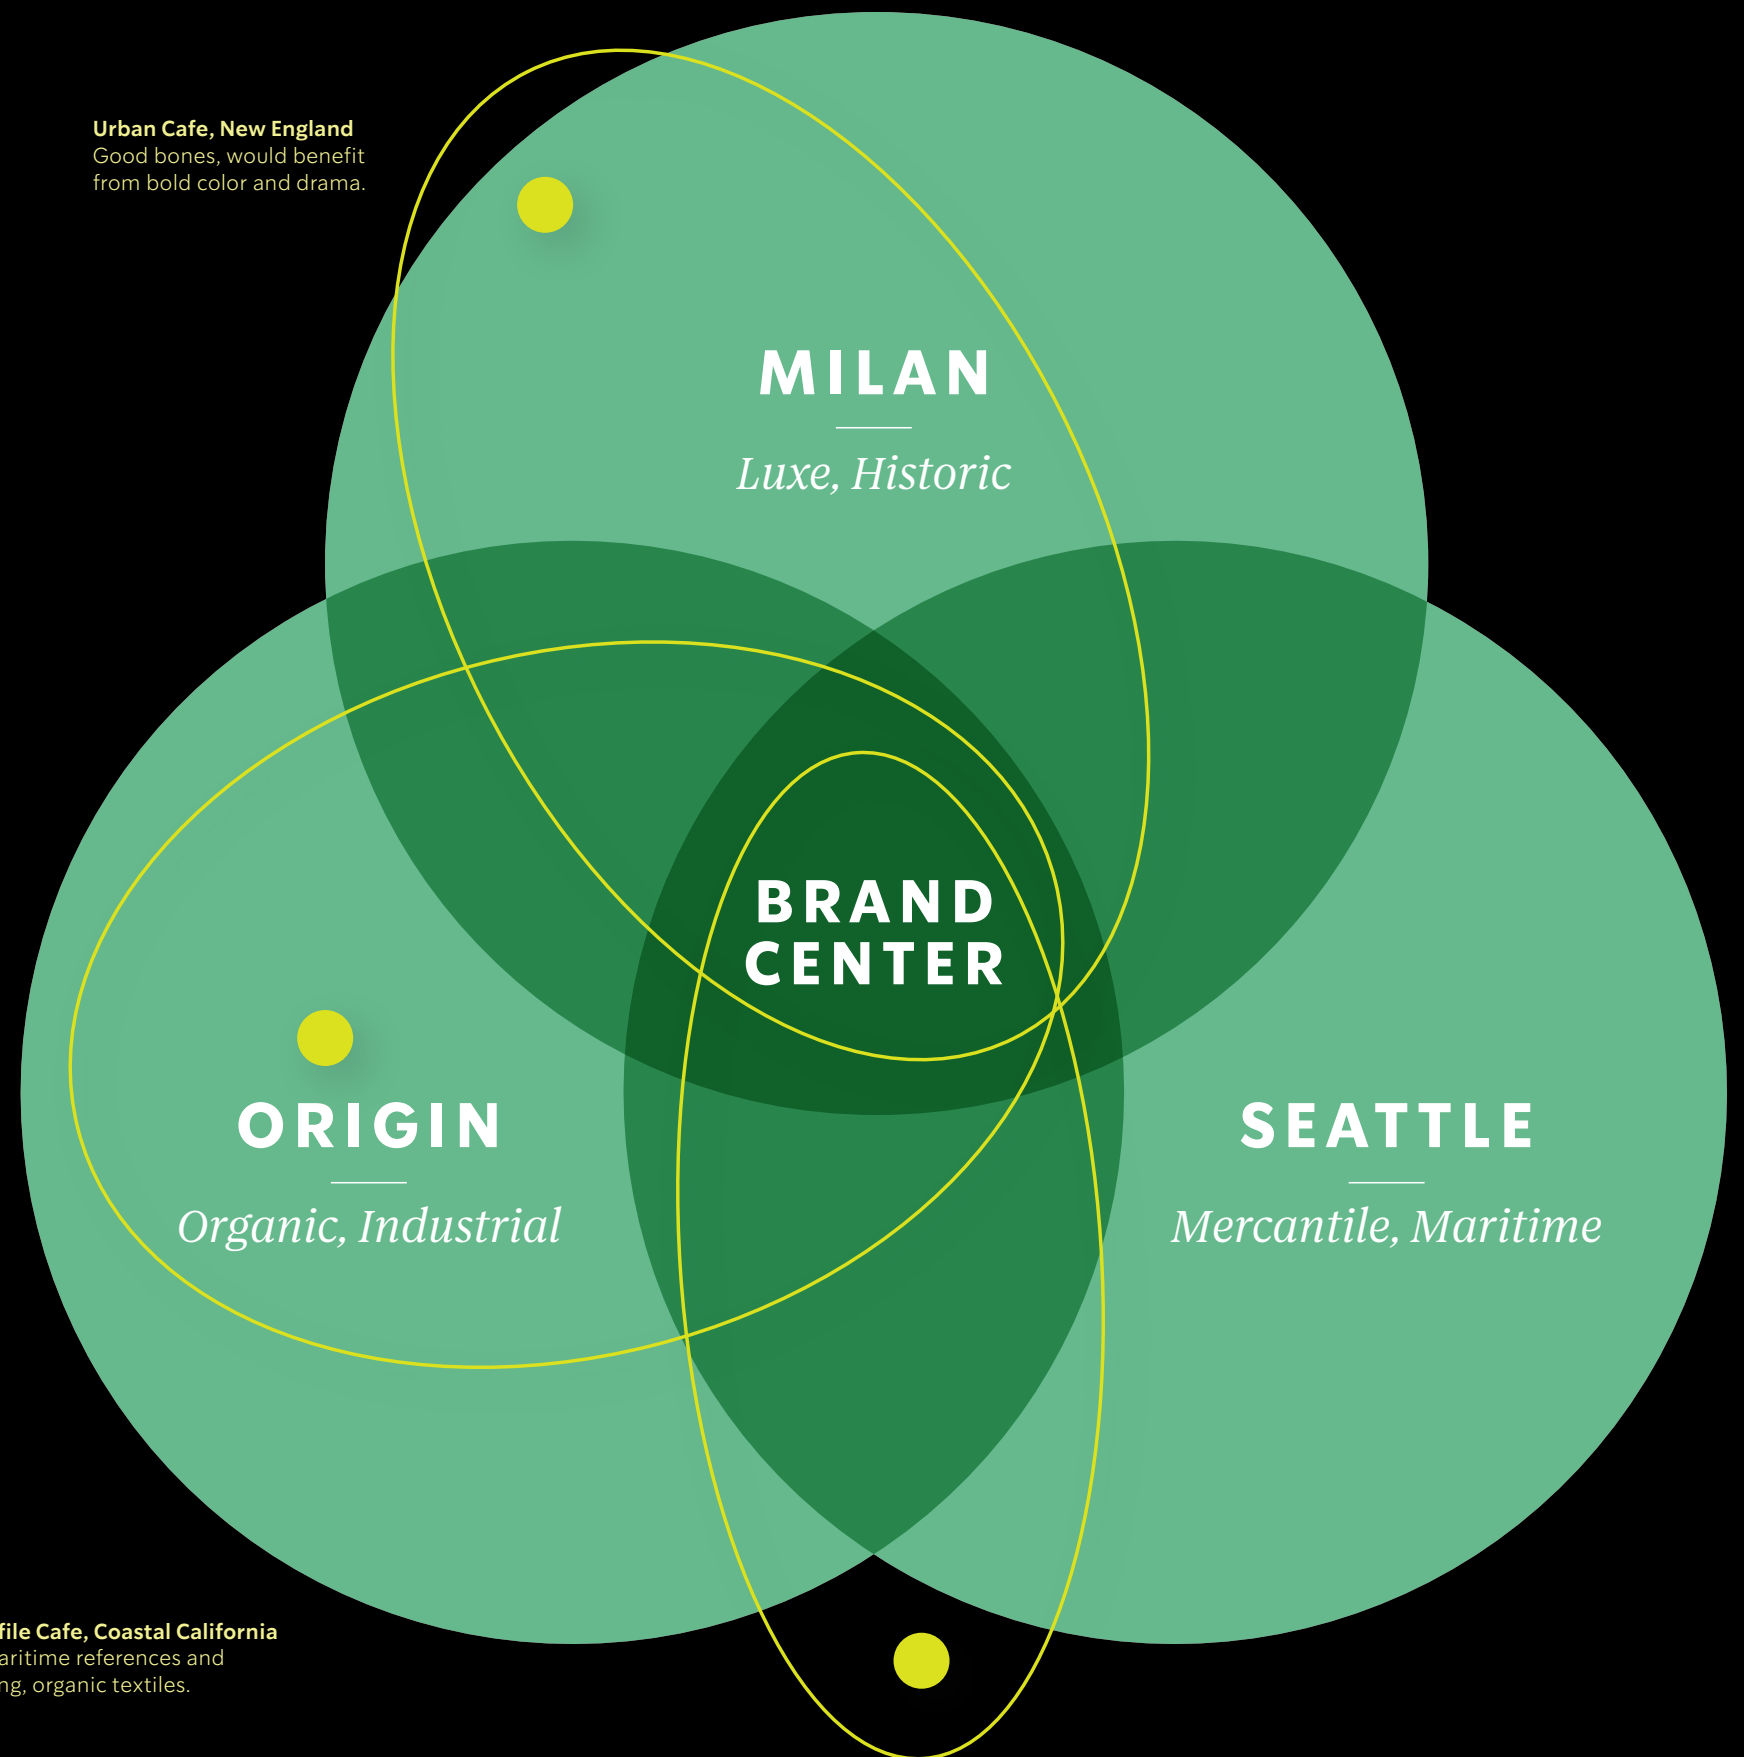 Urban Cafe, New England
Good bones, would benefit
from bold color and drama.
MILAN
Luxe, Historic
BRAND
CENTER
ORIGIN
Organic, Industrial
SEATTLE
Mercantile, Maritime
Cafe, Coastal California
references and
organic textiles.